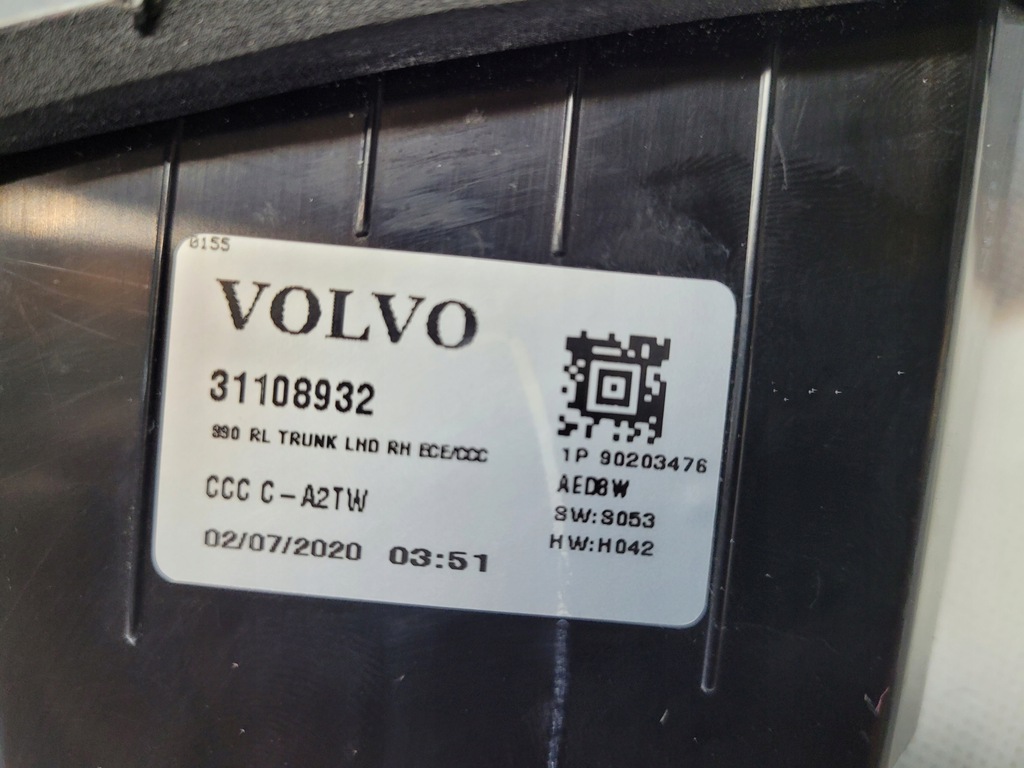 0155
VOLVO
31108932
S90 RL TRUNK LHD RH ECE/CCC
CCC C-A2TW
02/07/2020 03:51
1P 90203476
AED8W
SW:S053
HW:H042